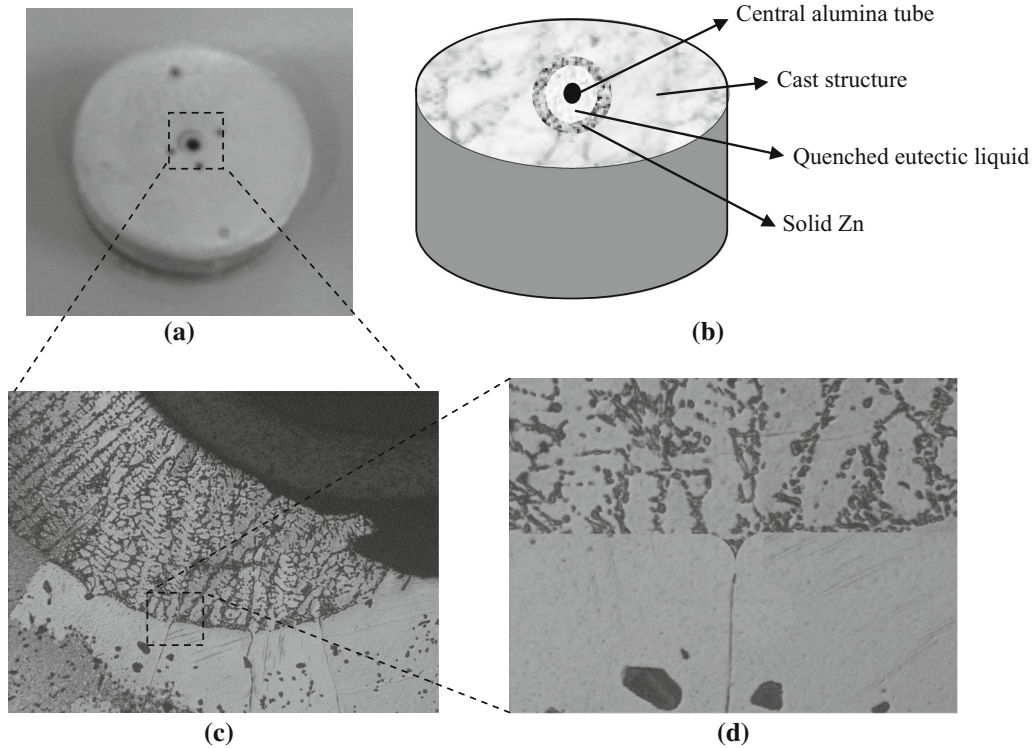 Central alumina tube
Cast structure
Quenched eutectic liquid
Solid Zn
(a)
(b)
(c)
(d)